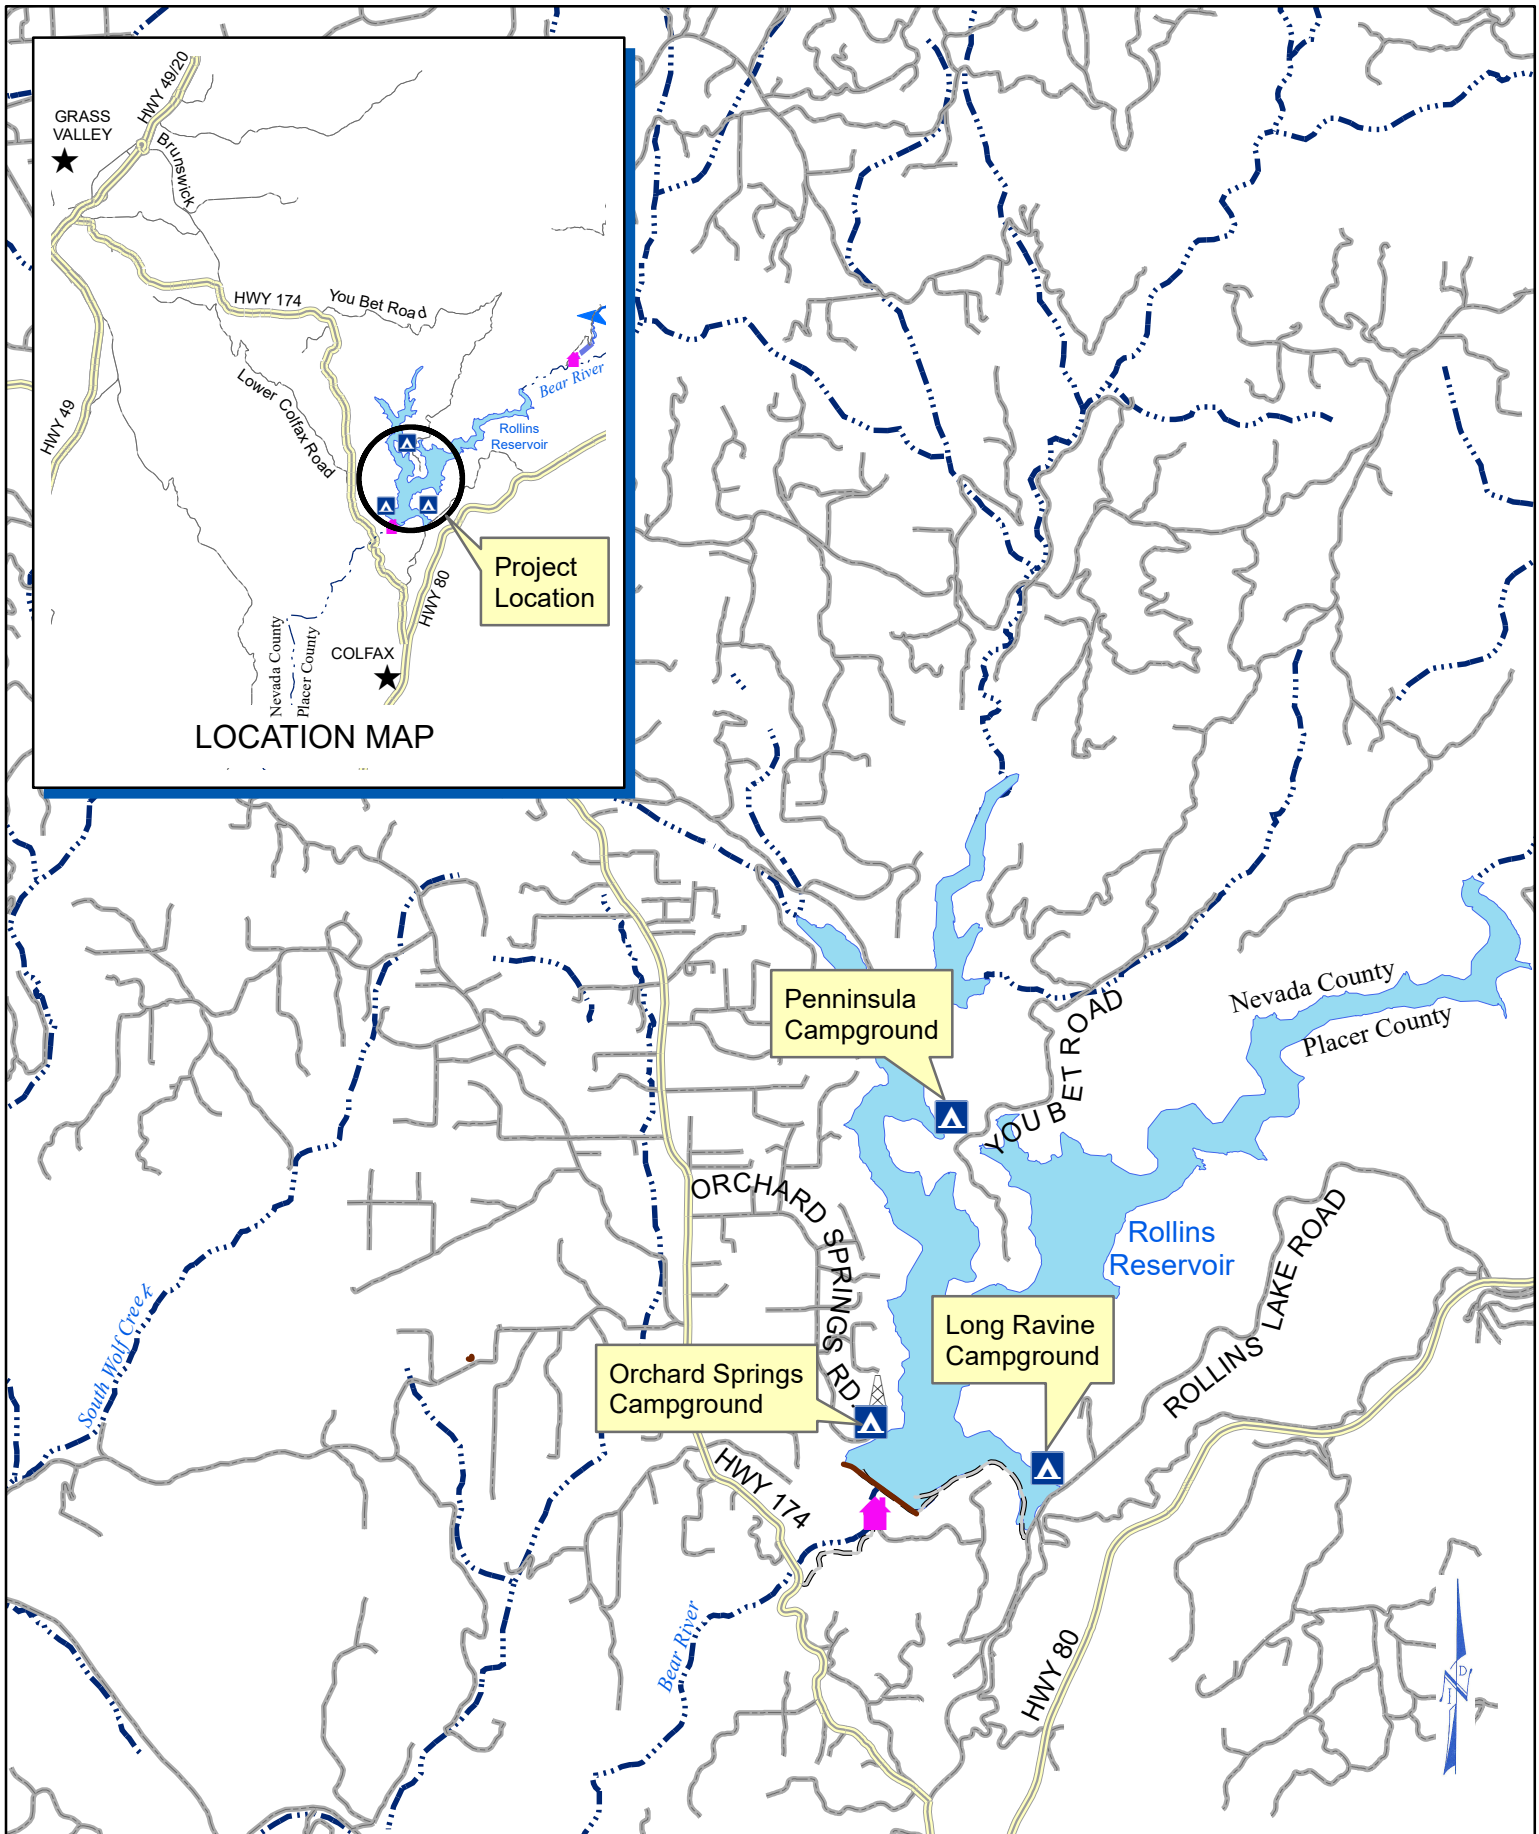 GRASS
VALLEY
HWY 49/20
Brunswick
HWY 174
You Bet Road
Lower Colfax Road
HWY 49
Bear River
Rollins
Reservoir
Project
Location
HWY 80
Nevada County
Placer County
COLFAX
LOCATION MAP
Penninsula
Campground
YOU BET ROAD
Nevada County
Placer County
ORCHARD SPRINGS RD.
Rollins
Reservoir
ROLLINS LAKE ROAD
South Wolf Creek
Long Ravine
Campground
Orchard Springs
Campground
HWY 174
Bear River
HWY 80
N I D